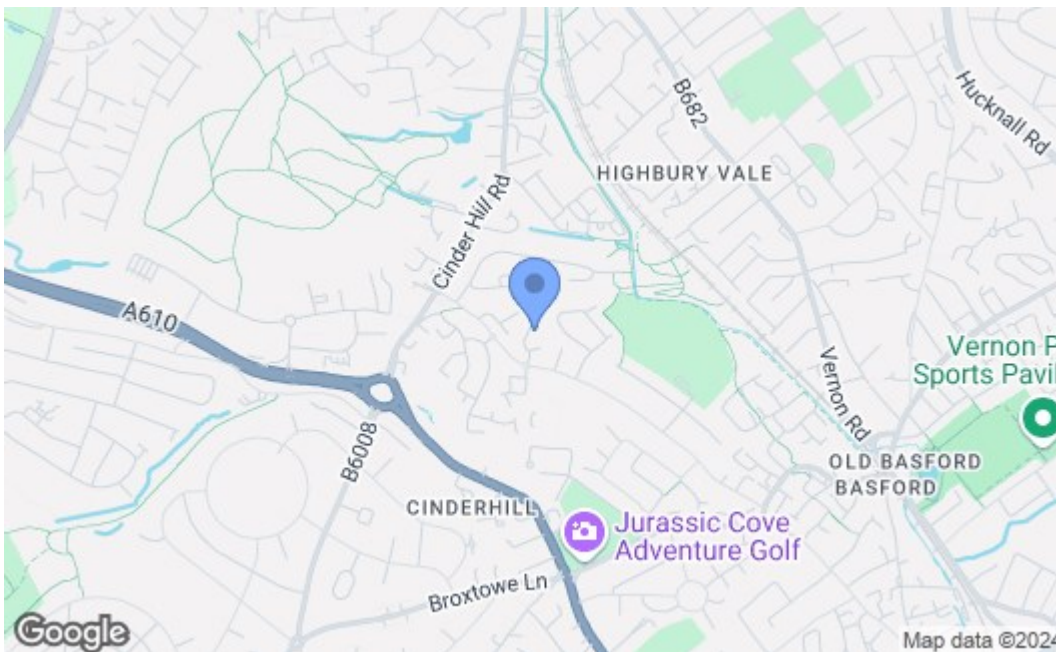 Hucknall Rd
B682
HIGHBURY VALE
Cinder Hill Rd
A610
Vernon P
Sports Pavil
Vernon Rd
B6008
OLD BASFORD
BASFORD
CINDERHILL
Jurassic Cove
Adventure Golf
Broxtowe Ln
Google
Map data ©2024